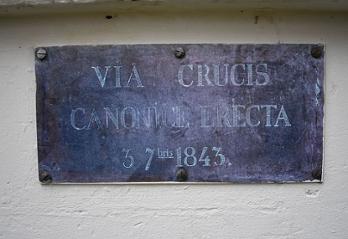 VIA CRUCIS
CANONICE ERECTA
3 7bris 1843.